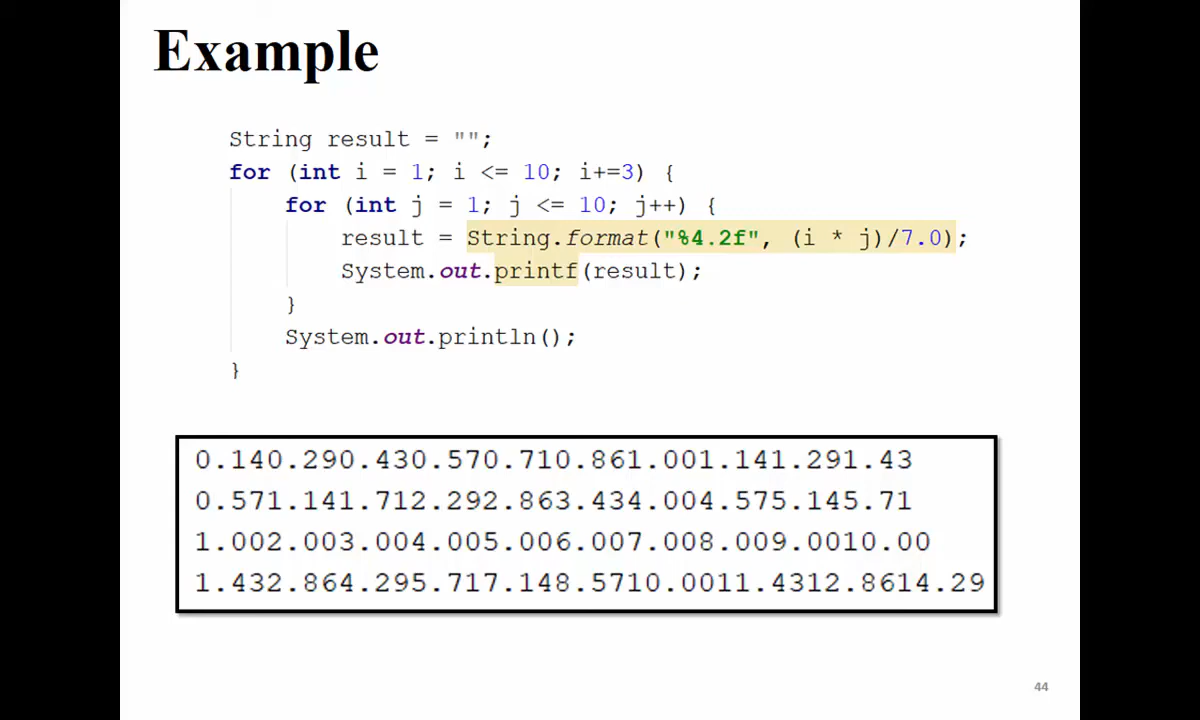 Example
String result = "";
for (int i = 1; i <= 10; i+=3) {
for (int j = 1; j <= 10; j++) {
result = String.format("%4.2f", (i * j)/7.0);
System.out.printf(result);
}
System.out.println();
}
0.140.290.430.570.710.861.001.141.291.43
0.571.141.712.292.863.434.004.575.145.71
1.002.003.004.005.006.007.008.009.0010.00
1.432.864.295.717.148.5710.0011.4312.8614.29
44